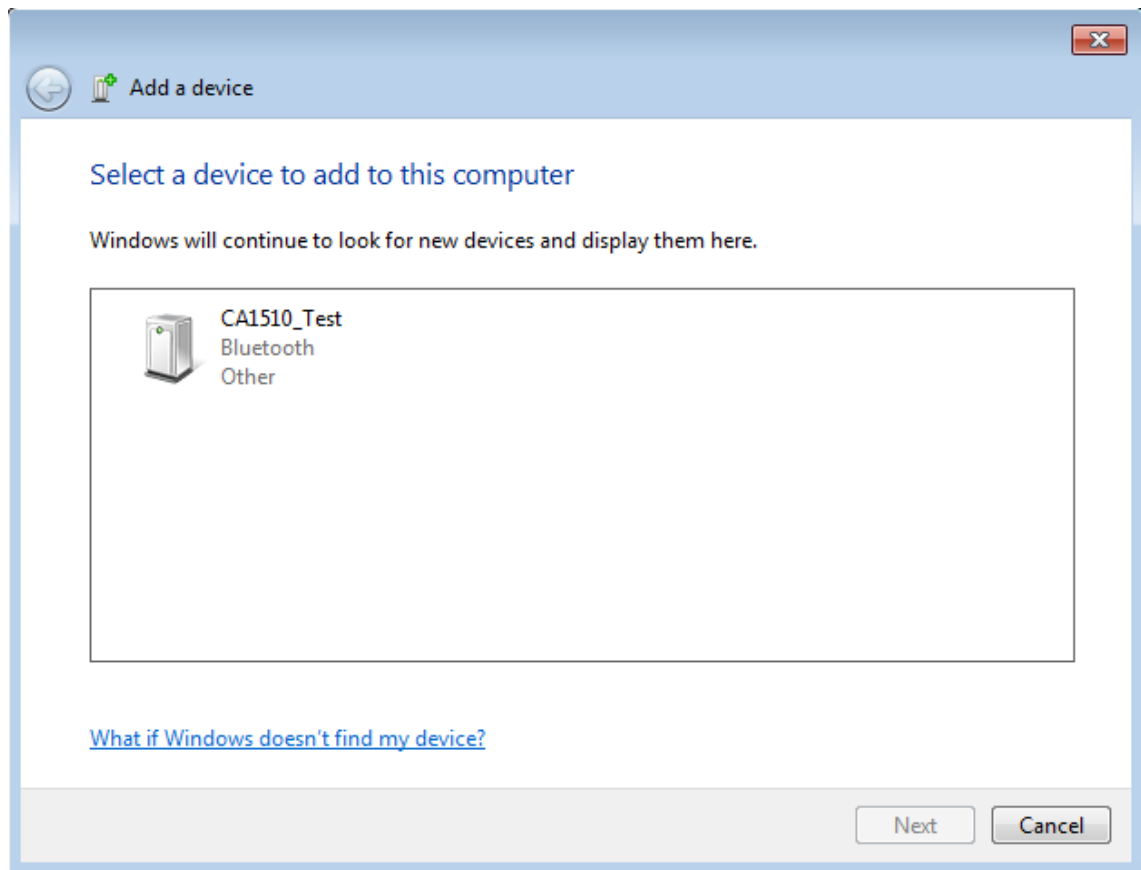 Add a device
Select a device to add to this computer
Windows will continue to look for new devices and display them here.
CA1510_Test
Bluetooth
Other
What if Windows doesn't find my device?
Next Cancel